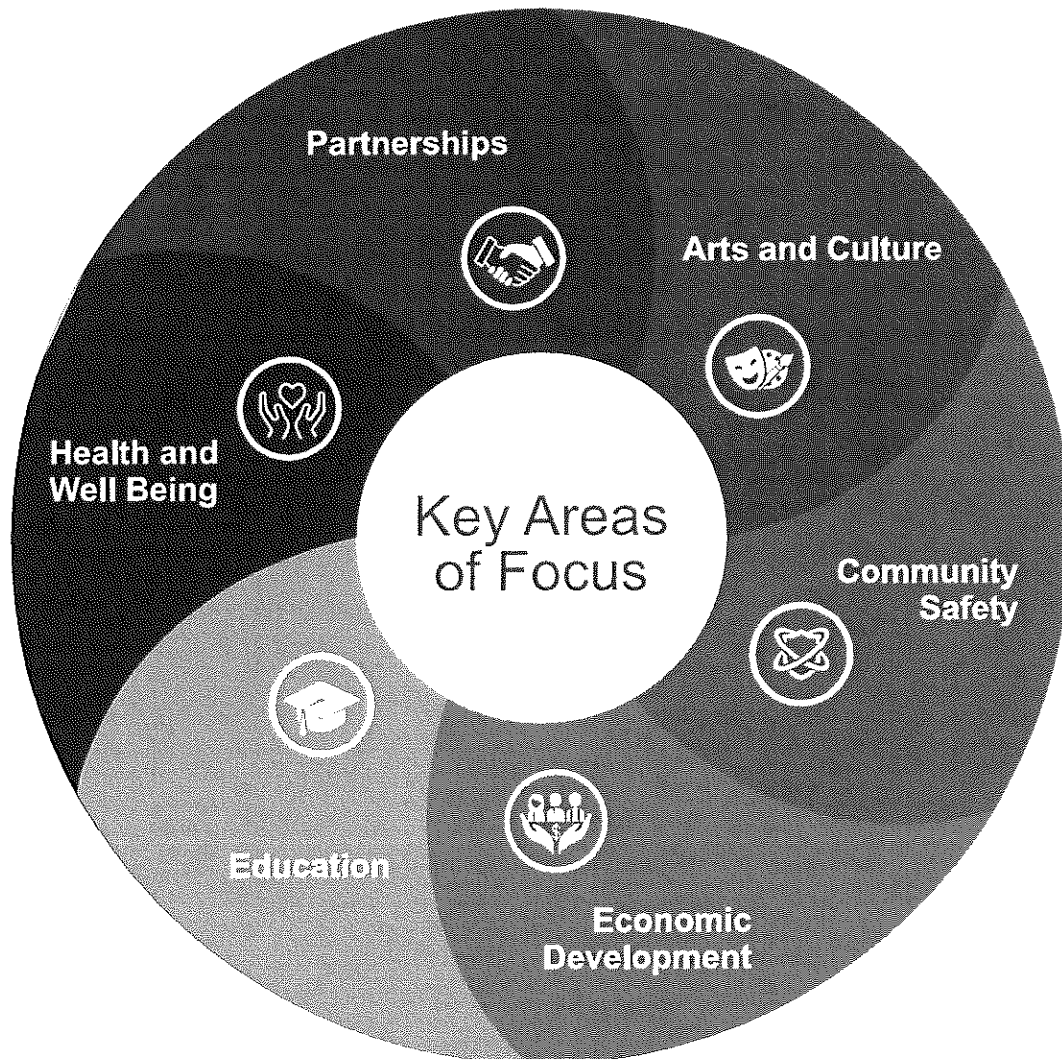 Partnerships
Arts and Culture
Health and
Well Being
Key Areas
of Focus
Community
Safety
Education
Economic
Development
$